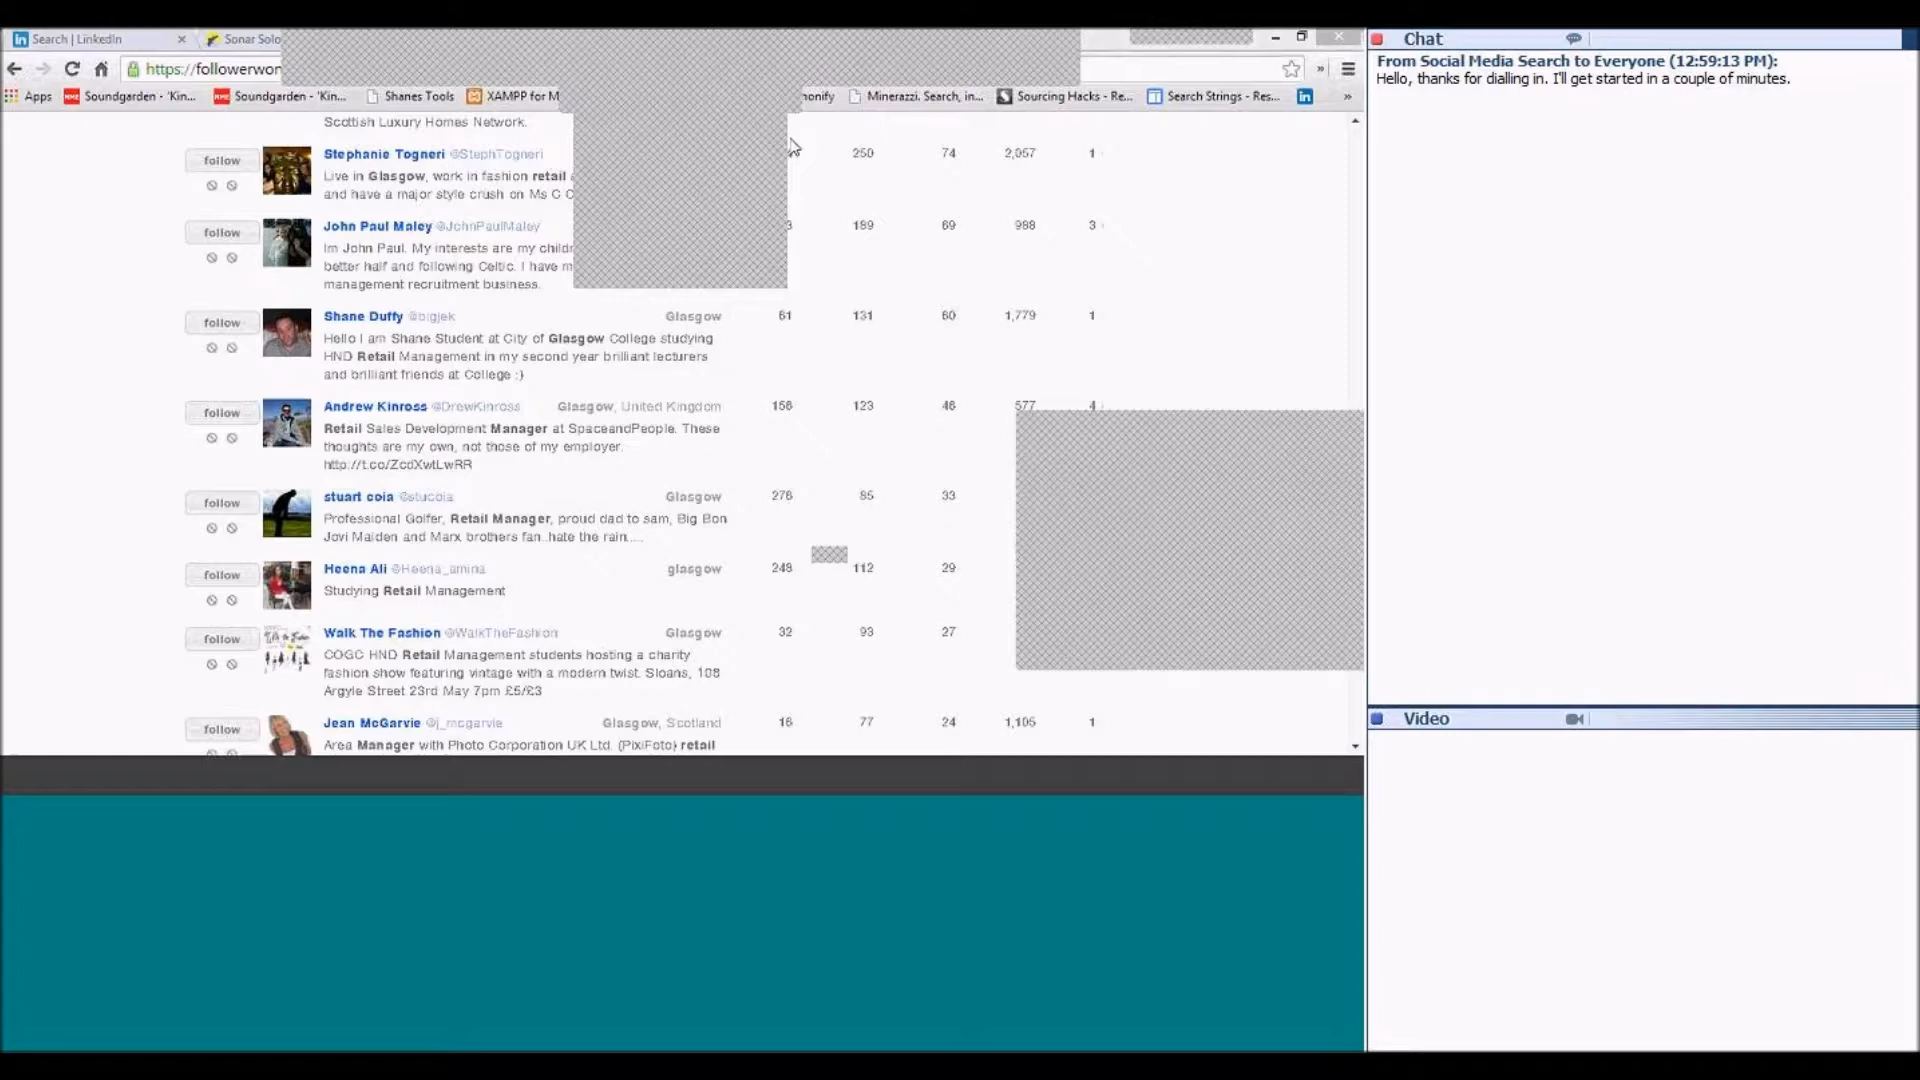 Search | LinkedIn
Sonar Solo
Chat
https://followerwon
From Social Media Search to Everyone (12:59:13 PM):
Hello, thanks for dialling in. I'll get started in a couple of minutes.
Apps Soundgarden - 'Kin... Soundgarden - 'Kin... Shanes Tools XAMPP for M Minerazzi. Search, in... Sourcing Hacks - Re... Search Strings - Res... »
Scottish Luxury Homes Network.
follow Stephanie Togneri @StephTogneri 250 74 2,057 1
Live in Glasgow, work in fashion retail
and have a major style crush on Ms C C
follow John Paul Maley @JohnPaulMaley 3 189 69 988 3
Im John Paul. My interests are my childr
better half and following Celtic. I have m
management recruitment business.
follow Shane Duffy @bigjek Glasgow 61 131 60 1,779 1
Hello I am Shane Student at City of Glasgow College studying
HND Retail Management in my second year brilliant lecturers
and brilliant friends at College :)
follow Andrew Kinross @DrewKinross Glasgow, United Kingdom 156 123 46 577 4
Retail Sales Development Manager at SpaceandPeople. These
thoughts are my own, not those of my employer.
http://t.co/ZcdXwtLwRR
follow stuart coia @stucoia Glasgow 276 85 33
Professional Golfer, Retail Manager, proud dad to sam, Big Bon
Jovi Maiden and Marx brothers fan..hate the rain.....
follow Heena Ali @Heena_amina glasgow 248 112 29
Studying Retail Management
follow Walk The Fashion @WalkTheFashion Glasgow 32 93 27
COGC HND Retail Management students hosting a charity
fashion show featuring vintage with a modern twist. Sloans, 108
Argyle Street 23rd May 7pm £5/£3
Video
follow Jean McGarvie @j_mcgarvie Glasgow, Scotland 16 77 24 1,105 1
Area Manager with Photo Corporation UK Ltd. (PixiFoto) retail